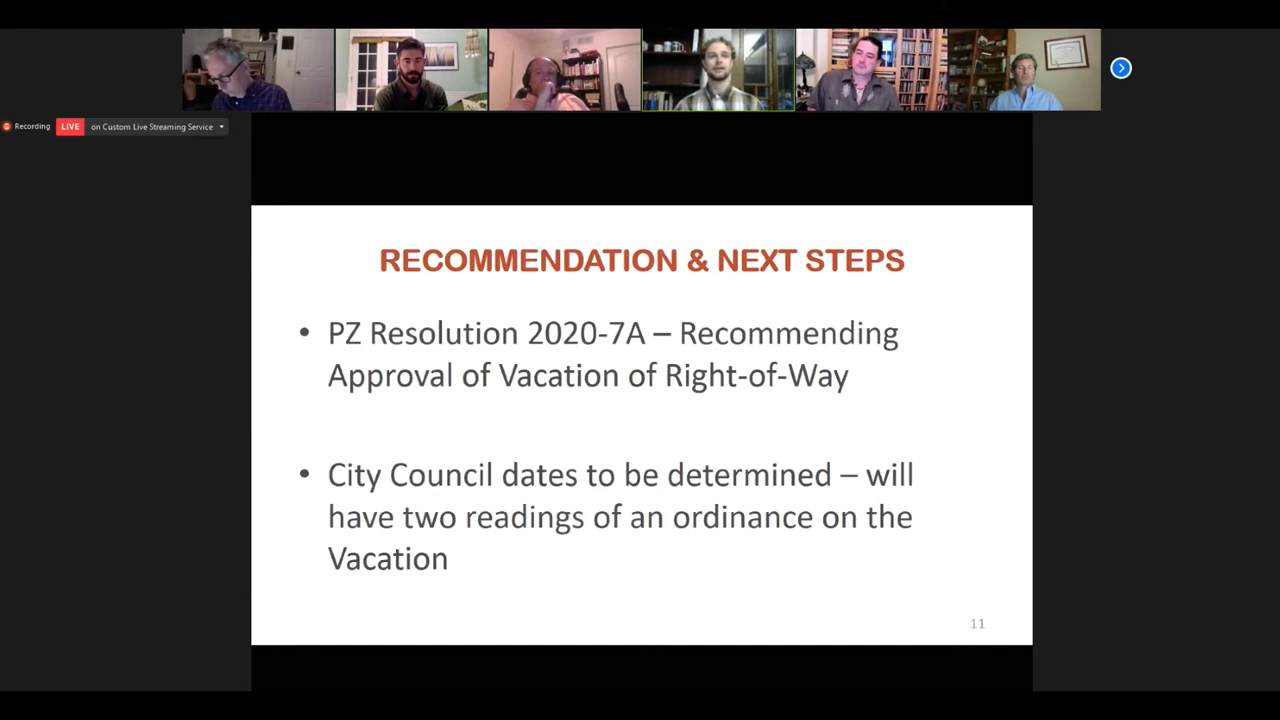 Recording LIVE on Custom Live Streaming Service
RECOMMENDATION & NEXT STEPS
• PZ Resolution 2020-7A – Recommending
Approval of Vacation of Right-of-Way
• City Council dates to be determined – will
have two readings of an ordinance on the
Vacation
11